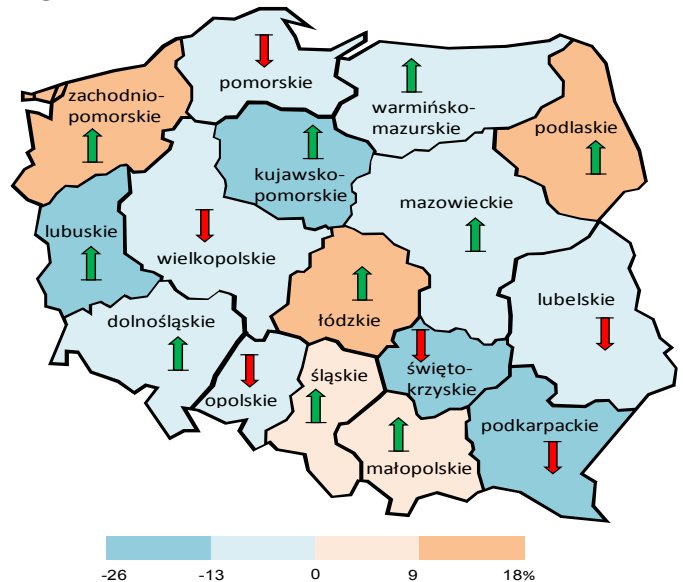 pomorskie
zachodnio-
pomorskie
warmińsko-
mazurskie
podlaskie
kujawsko-
pomorskie
mazowieckie
lubuskie
wielkopolskie
lubelskie
dolnośląskie
łódzkie
śląskie
święto-
krzyskie
opolskie
podkarpackie
małopolskie
-26 -13 0 9 18%